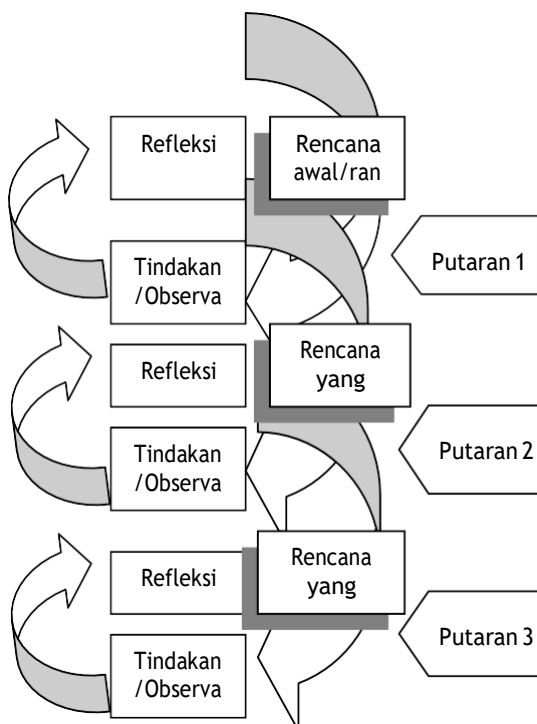 Refleksi
Rencana
awal/ran
Tindakan
/Observa
Putaran 1
Refleksi
Rencana
yang
Tindakan
/Observa
Putaran 2
Refleksi
Rencana
yang
Tindakan
/Observa
Putaran 3